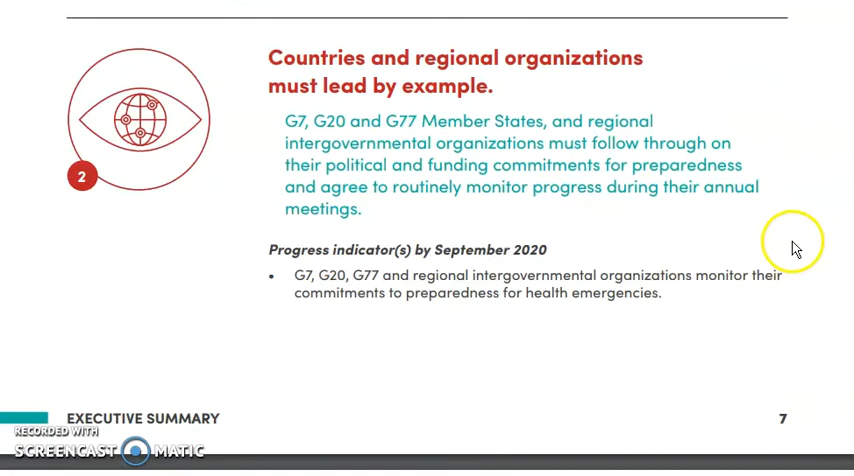 Countries and regional organizations
must lead by example.
G7, G20 and G77 Member States, and regional
intergovernmental organizations must follow through on
their political and funding commitments for preparedness
and agree to routinely monitor progress during their annual
meetings.
2
Progress indicator(s) by September 2020
• G7, G20, G77 and regional intergovernmental organizations monitor their
commitments to preparedness for health emergencies.
EXECUTIVE SUMMARY 7
RECORDED WITH
SCREENCAST MATIC